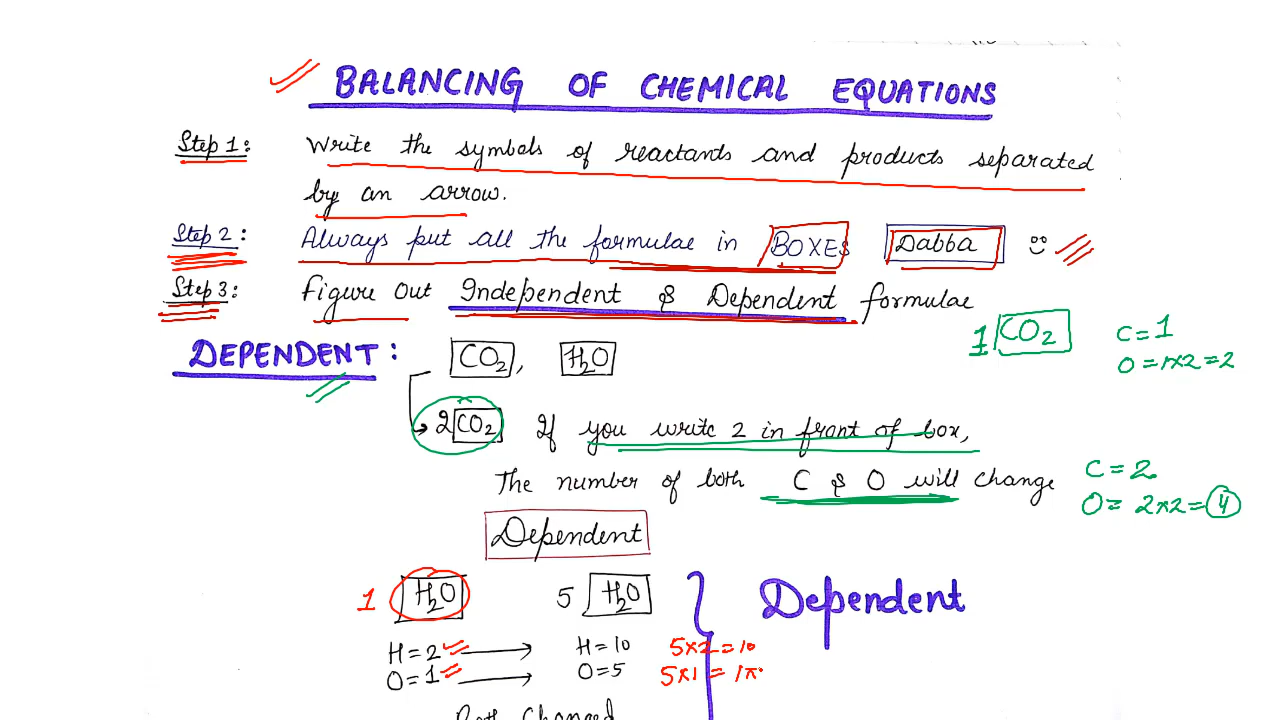 BALANCING OF CHEMICAL EQUATIONS
Step 1: Write the symbols of reactants and products separated
by an arrow.
Step 2: Always put all the formulae in BOXES Dabba
Step 3: Figure out Independent & Dependent formulae
1 CO₂ C = 1
O = 1x2 = 2
DEPENDENT: CO₂, H₂O
2 CO₂ If you write 2 in front of box,
The number of both C & O will change
C = 2
O = 2x2 = 4
Dependent
1 H₂O 5 H₂O } Dependent
H = 2 → H = 10 5x2 = 10
O = 1 → O = 5 5x1 =
Both Changed